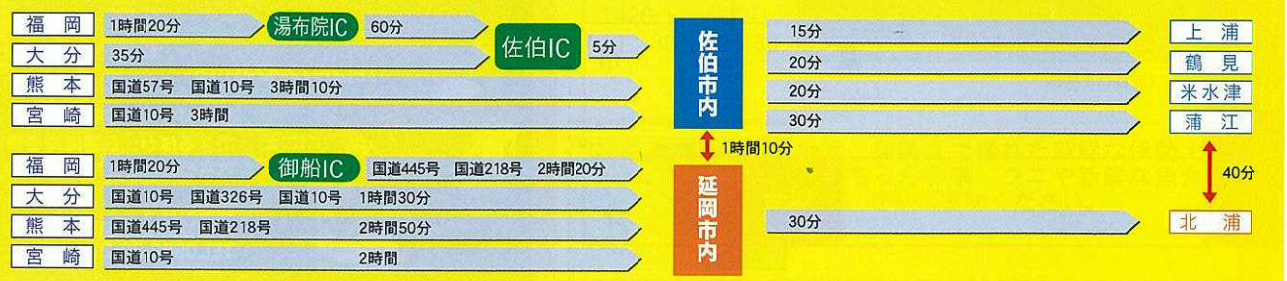 福岡 1時間20分 湯布院IC 60分
大分 35分 佐伯IC 5分
熊本 国道57号 国道10号 3時間10分
宮崎 国道10号 3時間
佐伯市内
15分 上浦
20分 鶴見
20分 米水津
30分 蒲江
1時間10分
40分
福岡 1時間20分 御船IC 国道445号 国道218号 2時間20分
大分 国道10号 国道326号 国道10号 1時間30分
熊本 国道445号 国道218号 2時間50分
宮崎 国道10号 2時間
延岡市内
30分 北浦